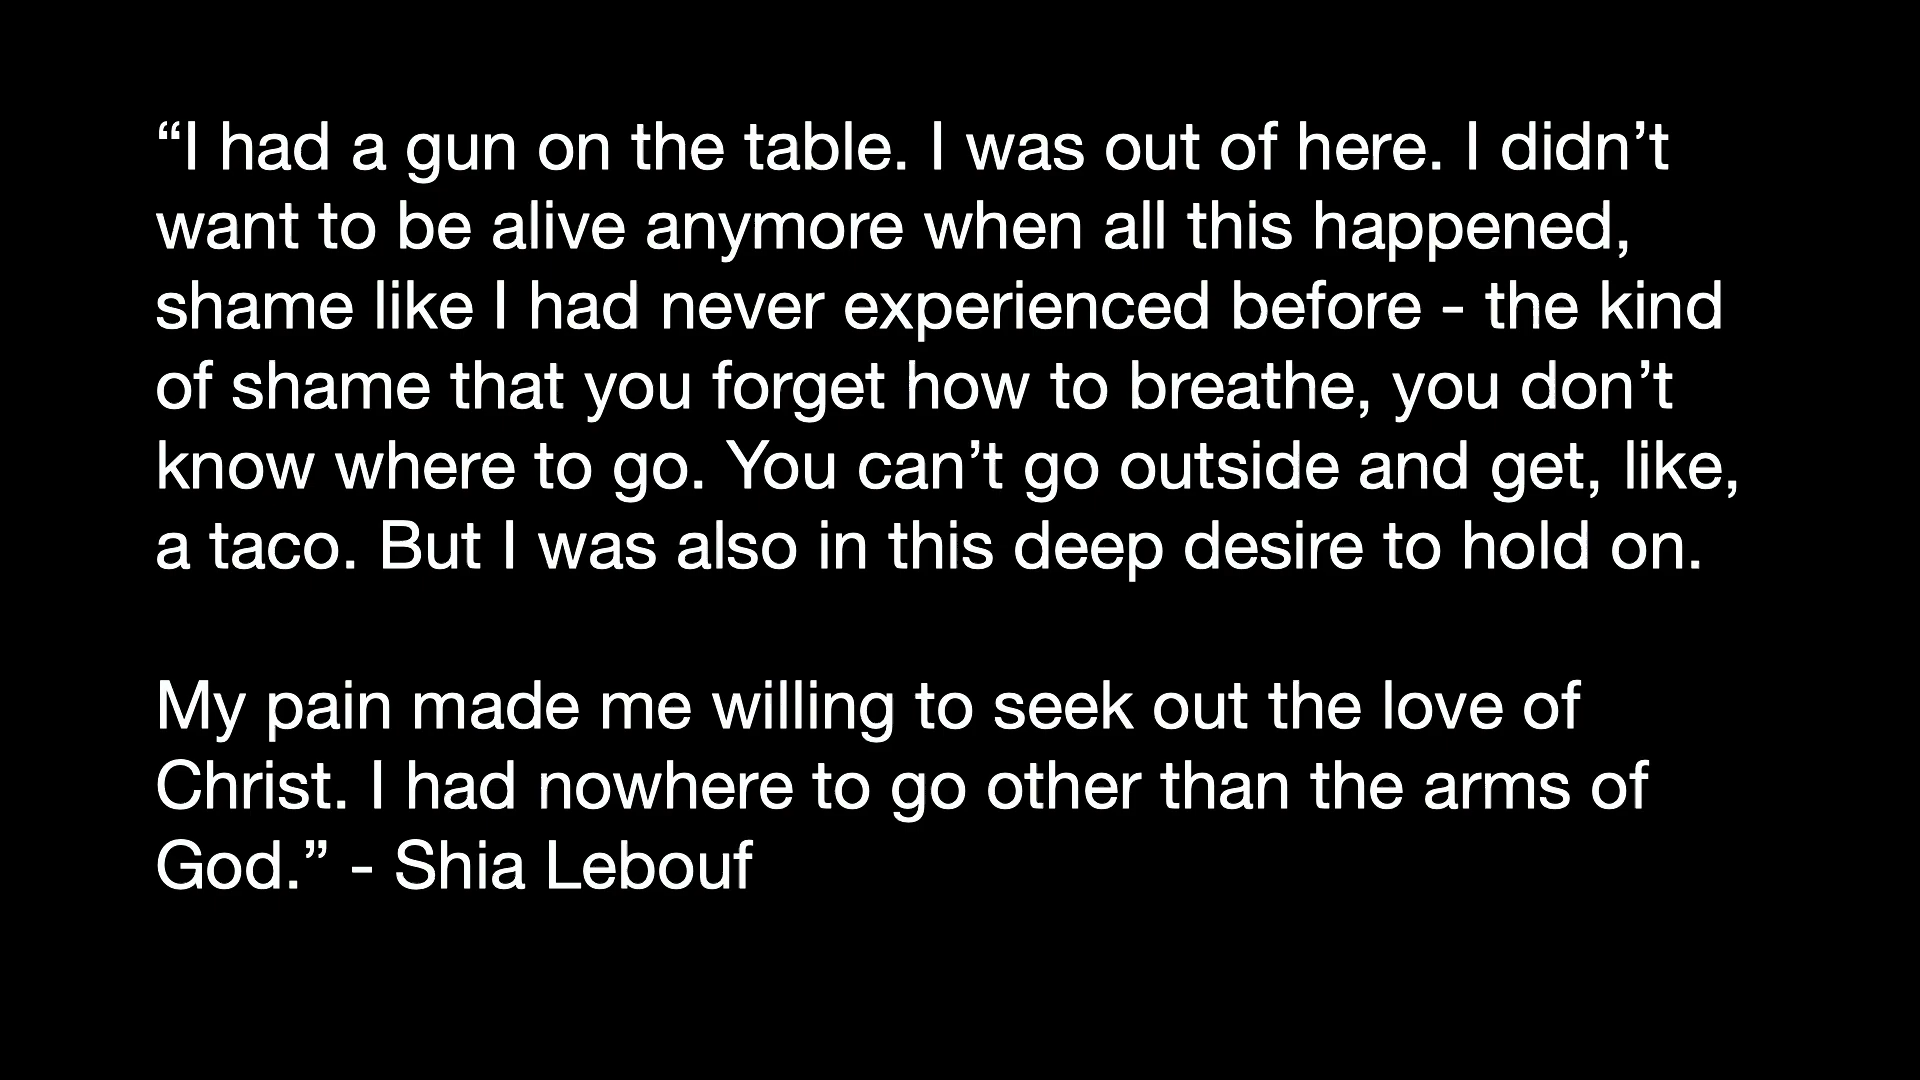 “I had a gun on the table. I was out of here. I didn’t
want to be alive anymore when all this happened,
shame like I had never experienced before - the kind
of shame that you forget how to breathe, you don’t
know where to go. You can’t go outside and get, like,
a taco. But I was also in this deep desire to hold on.
My pain made me willing to seek out the love of
Christ. I had nowhere to go other than the arms of
God.” - Shia Lebouf